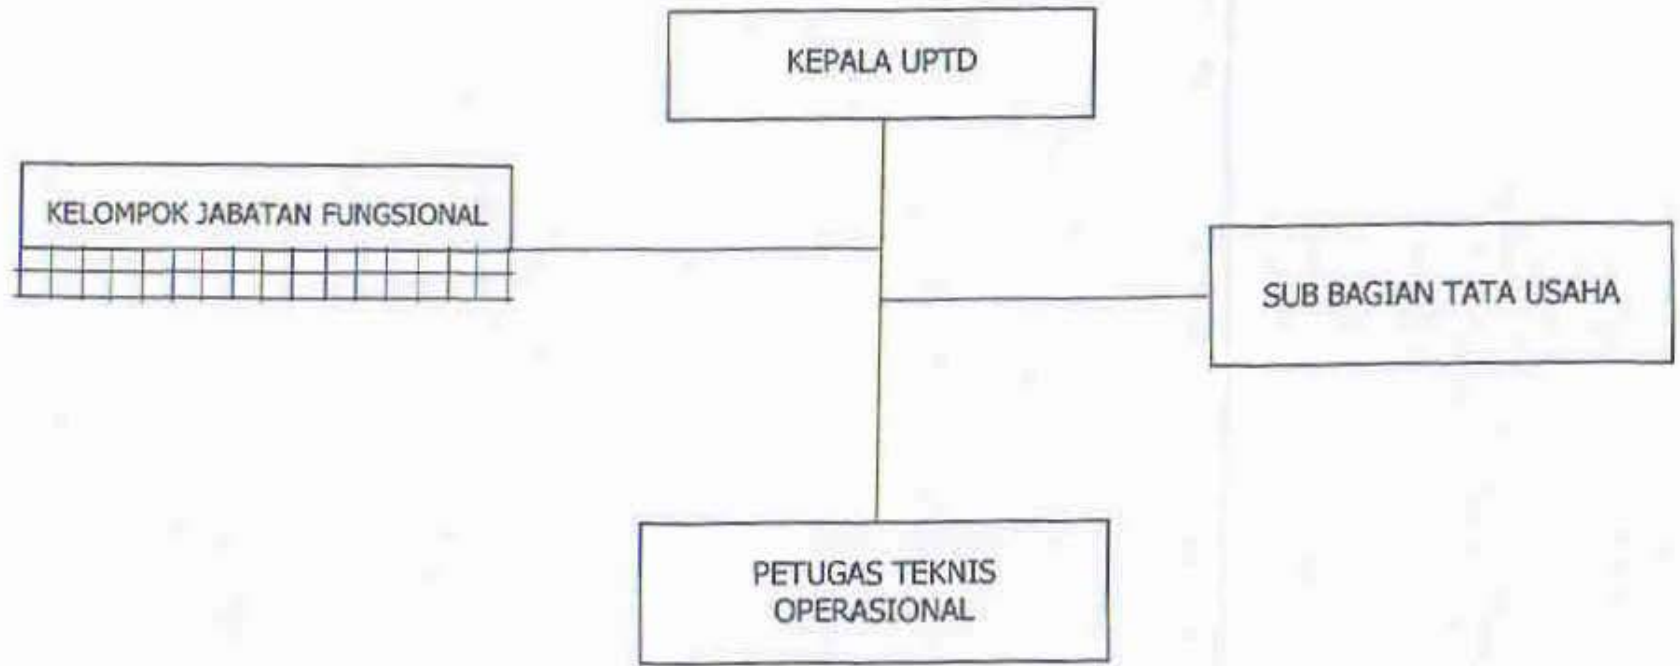 KEPALA UPTD
KELOMPOK JABATAN FUNGSIONAL
SUB BAGIAN TATA USAHA
PETUGAS TEKNIS
OPERASIONAL